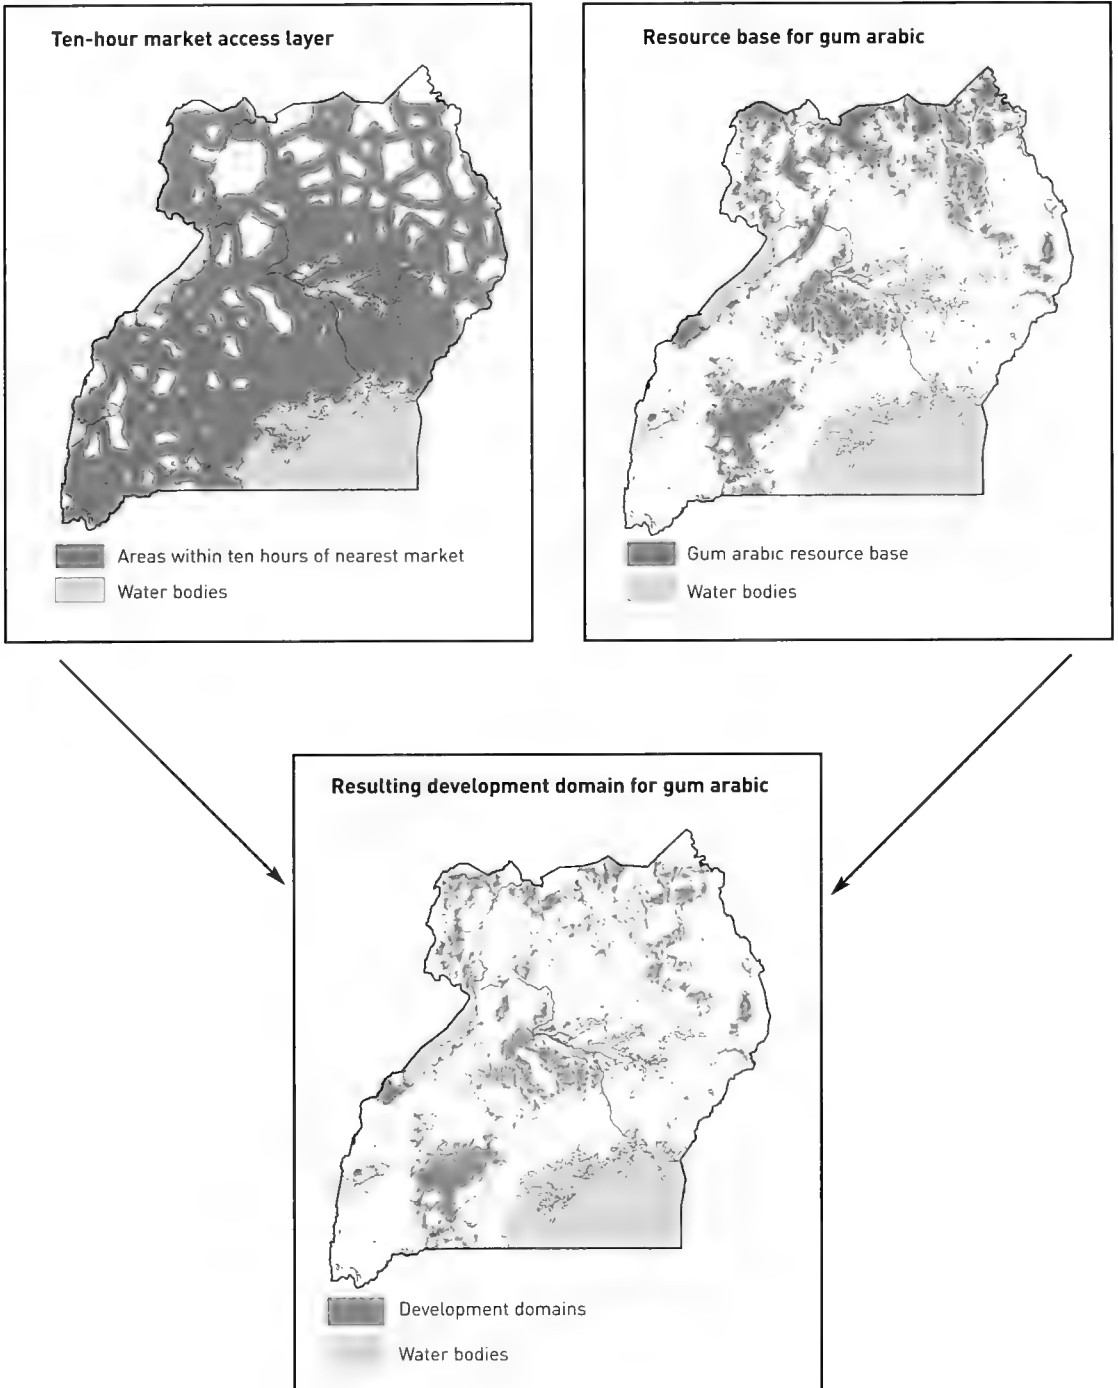 Ten-hour market access layer
Areas within ten hours of nearest market
Water bodies
Resource base for gum arabic
Gum arabic resource base
Water bodies
Resulting development domain for gum arabic
Development domains
Water bodies